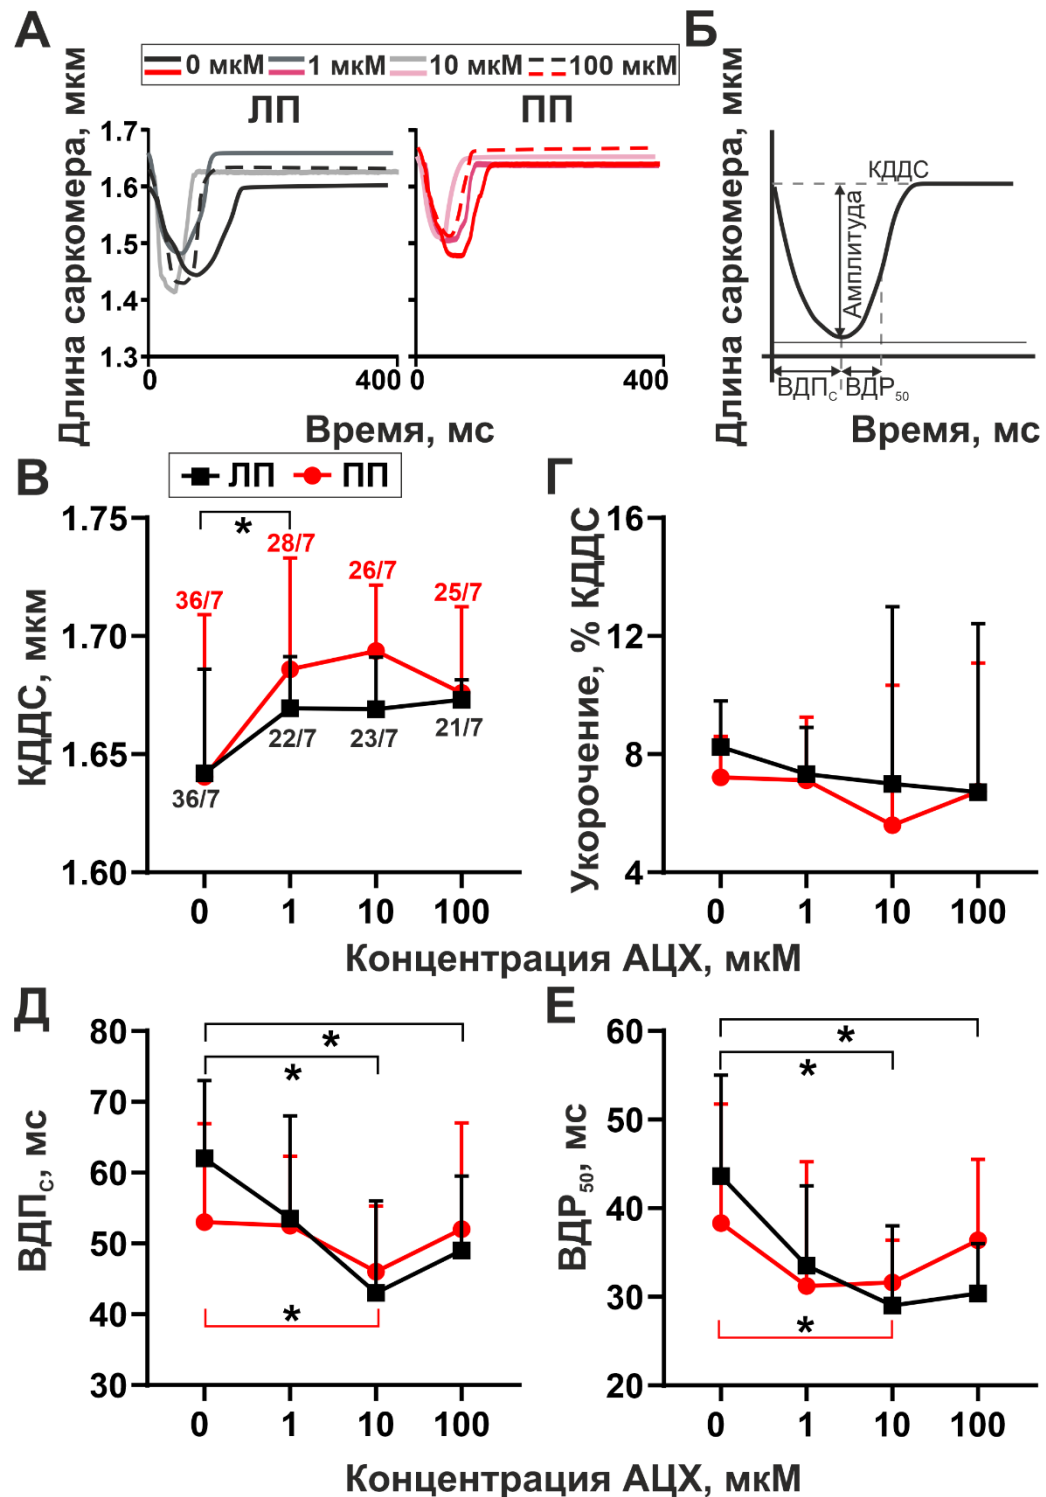 А
Б
0 мкМ 1 мкМ 10 мкМ 100 мкМ
ЛП ПП
Длина саркомера, мкм
1.7
1.6
1.5
1.4
1.3
0 400 0 400
Время, мс
Длина саркомера, мкм
КДДС
Амплитуда
ВДПС ВДР50
Время, мс
В
ЛП ПП
КДДС, мкм
1.75
1.70
1.65
1.60
*
36/7 28/7 26/7 25/7
36/7 22/7 23/7 21/7
0 1 10 100
Г
Укорочение, % КДДС
16
12
8
4
0 1 10 100
Концентрация АЦХ, мкМ
Д
ВДПС, мс
80
70
60
50
40
30
*
*
*
0 1 10 100
Е
ВДР50, мс
60
50
40
30
20
*
*
*
0 1 10 100
Концентрация АЦХ, мкМ